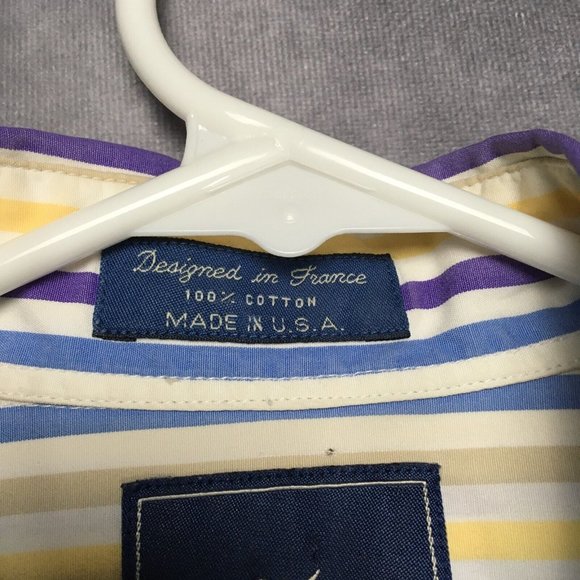 Designed in France
100% COTTON
MADE IN U.S.A.